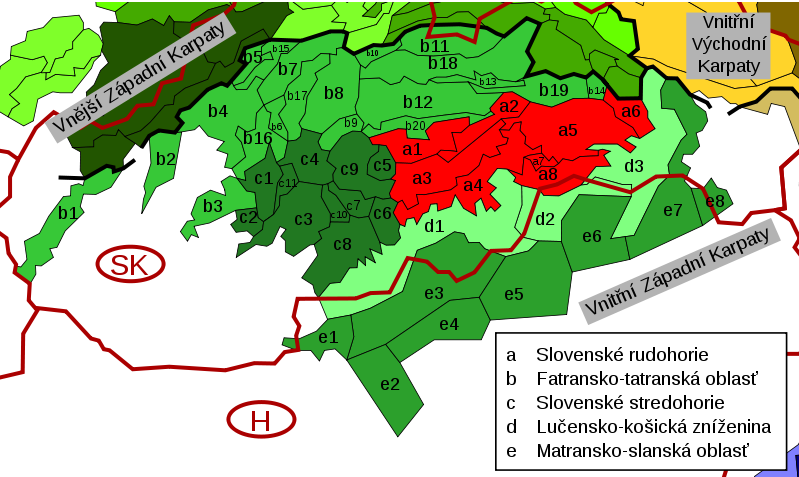 Vnější Západní Karpaty
Vnitřní
Východní
Karpaty
b5
b15
b7
b10
b11
b18
b8
b17
b13
b19
b14
b4
b12
a2
a6
b16
b6
b9
b20
a5
b2
c4
a1
c1
c11
c9
c5
a7
a8
d3
a3
a4
b3
b1
c2
c3
c10
c7
c6
d1
d2
e7
e8
c8
e6
SK
Vnitřní Západní Karpaty
e3
e5
e1
e4
e2
H
a Slovenské rudohorie
b Fatransko-tatranská oblasť
c Slovenské stredohorie
d Lučensko-košická zníženina
e Matransko-slanská oblasť